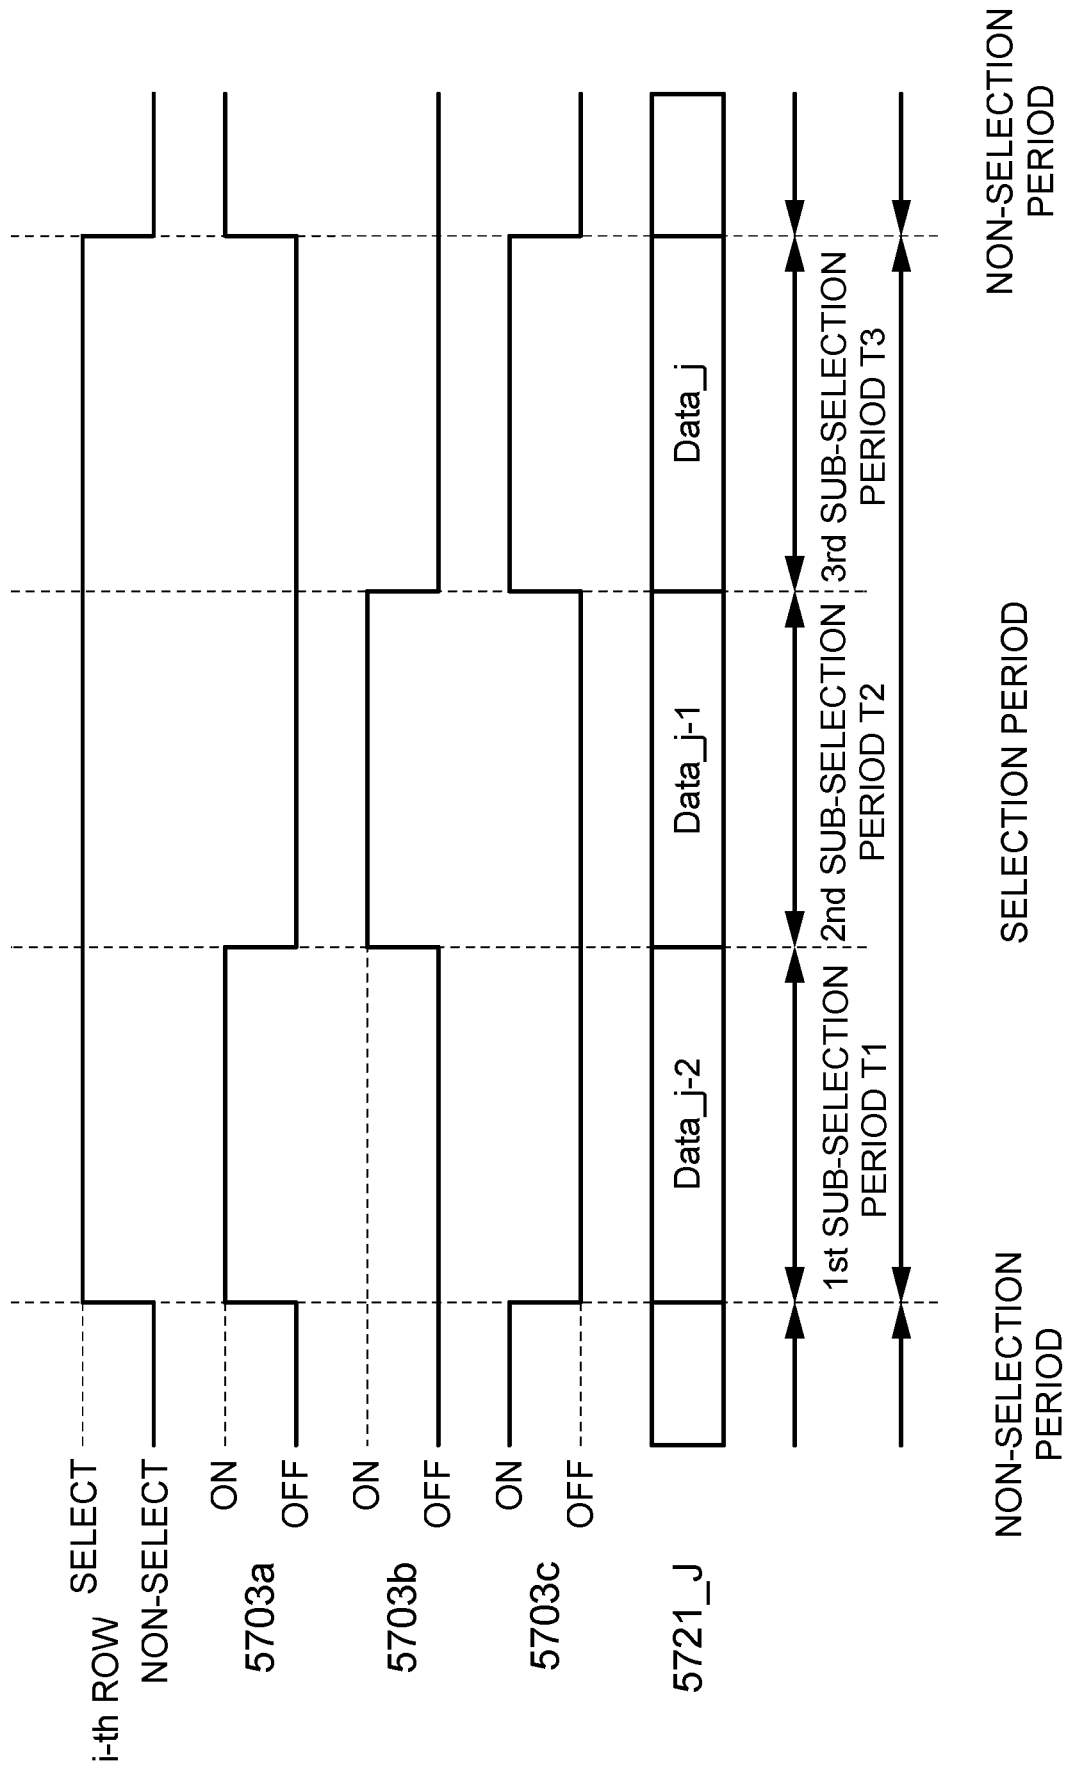 i-th ROW
SELECT
NON-SELECT
5703a
ON
OFF
5703b
ON
OFF
5703c
ON
OFF
5721_J
Data_j-2
Data_j-1
Data_j
1st SUB-SELECTION
PERIOD T1
2nd SUB-SELECTION
PERIOD T2
3rd SUB-SELECTION
PERIOD T3
NON-SELECTION
PERIOD
SELECTION PERIOD
NON-SELECTION
PERIOD